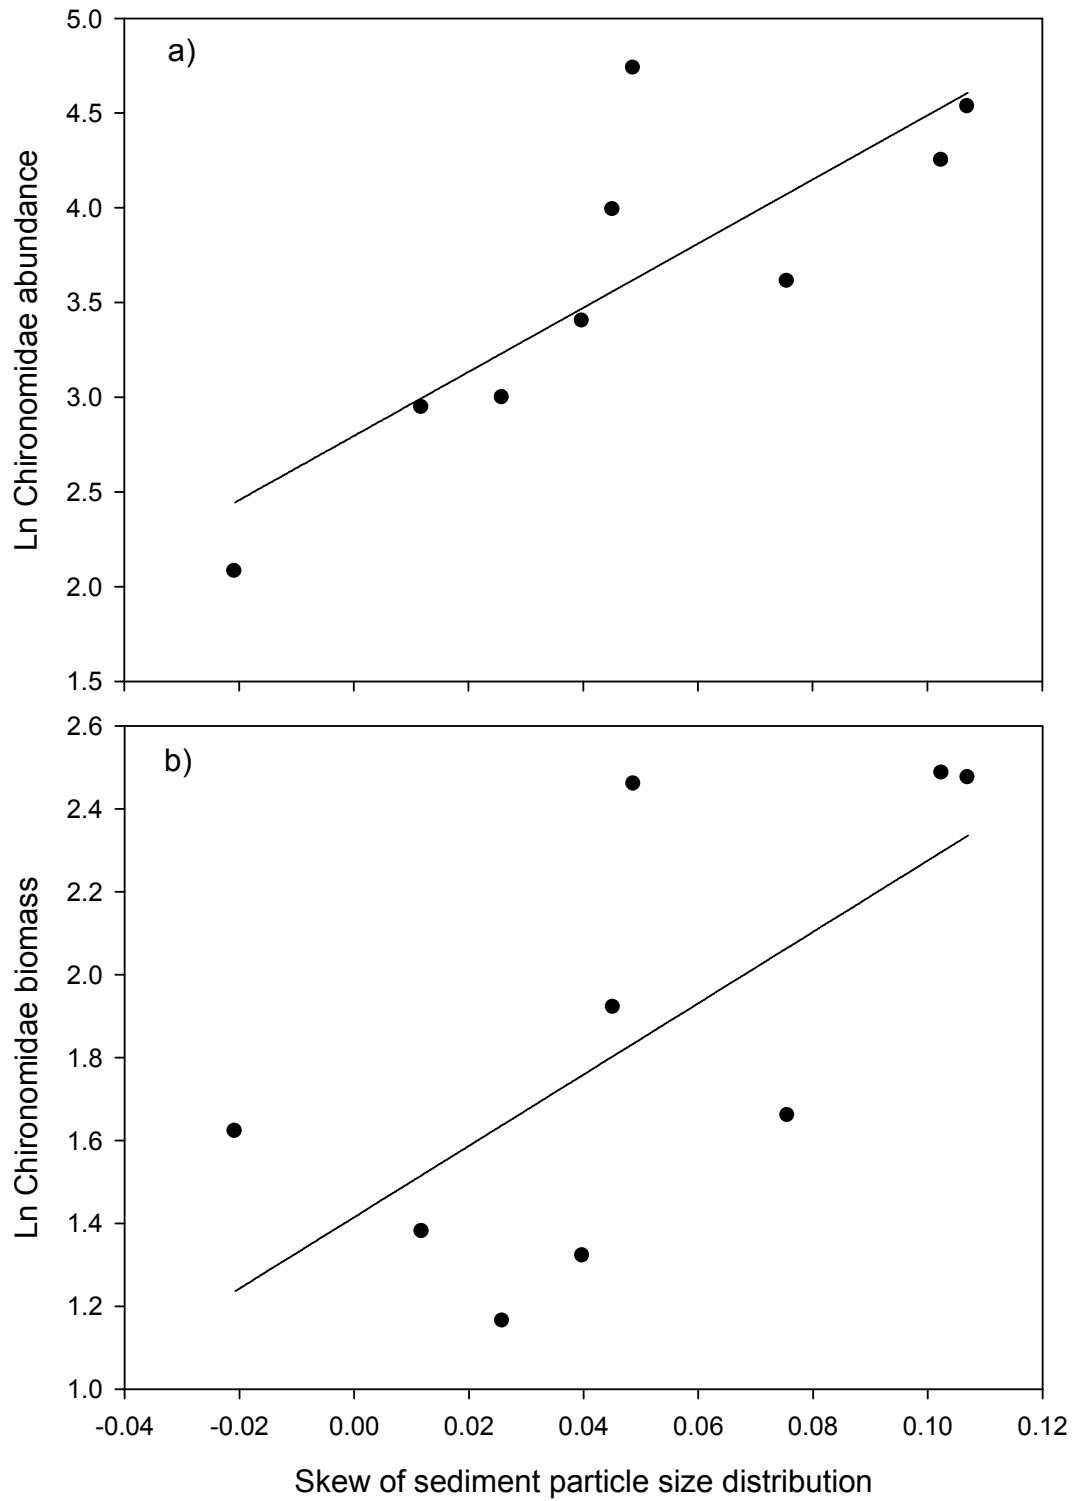 a)
Ln Chironomidae abundance
5.0
4.5
4.0
3.5
3.0
2.5
2.0
1.5
b)
Ln Chironomidae biomass
2.6
2.4
2.2
2.0
1.8
1.6
1.4
1.2
1.0
-0.04 -0.02 0.00 0.02 0.04 0.06 0.08 0.10 0.12
Skew of sediment particle size distribution